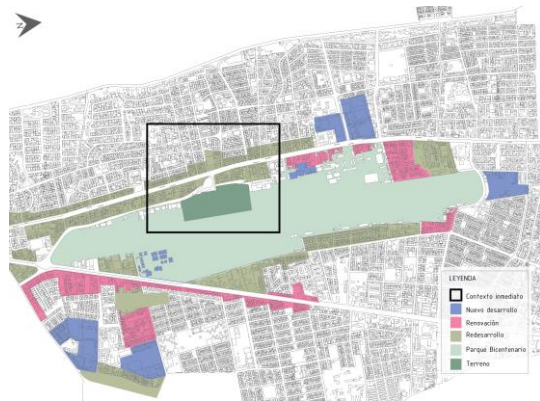 N
LEYENDA
Contexto inmediato
Nuevo desarrollo
Renovación
Redesarrollo
Parque Bicentenario
Terreno